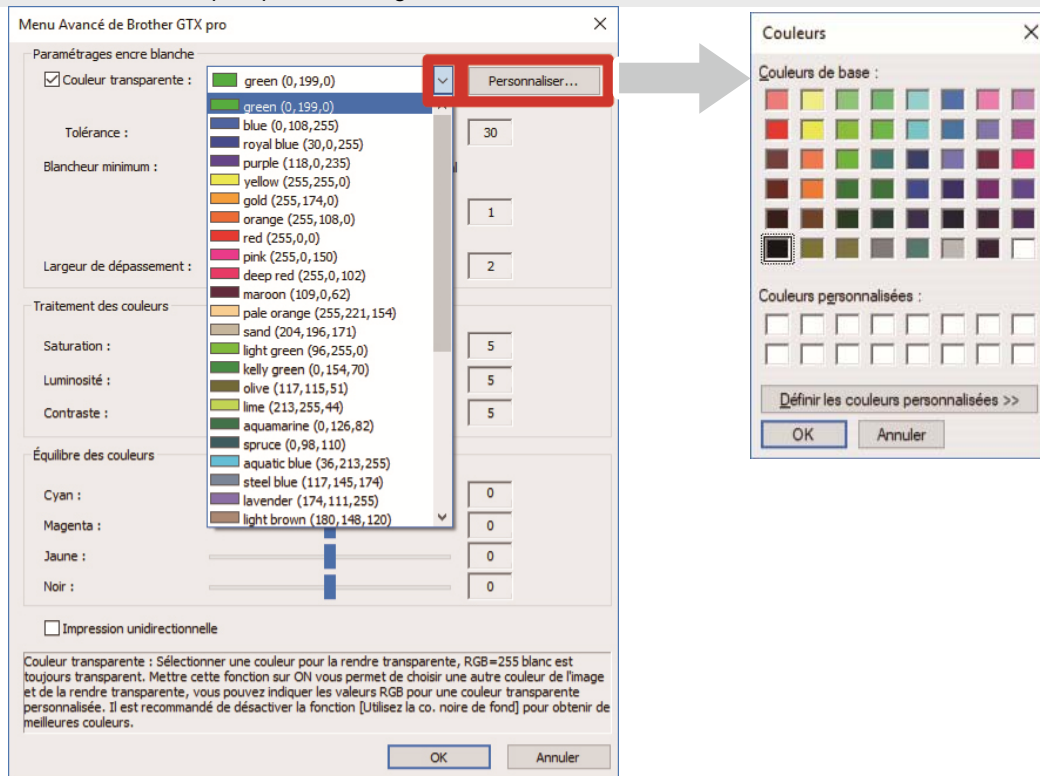 Menu Avancé de Brother GTX pro
Paramétrages encre blanche
Couleur transparente :
green (0,199,0)
Personnaliser...
green (0,199,0)
blue (0,108,255)
royal blue (30,0,255)
purple (118,0,235)
yellow (255,255,0)
gold (255,174,0)
orange (255,108,0)
red (255,0,0)
pink (255,0,150)
deep red (255,0,102)
maroon (109,0,62)
pale orange (255,221,154)
sand (204,196,171)
light green (96,255,0)
kelly green (0,154,70)
olive (117,115,51)
lime (213,255,44)
aquamarine (0,126,82)
spruce (0,98,110)
aquatic blue (36,213,255)
steel blue (117,145,174)
lavender (174,111,255)
light brown (180,148,120)
Tolérance :
30
Blancheur minimum :
1
Largeur de dépassement :
2
Traitement des couleurs
Saturation :
5
Luminosité :
5
Contraste :
5
Équilibre des couleurs
Cyan :
0
Magenta :
0
Jaune :
0
Noir :
0
Impression unidirectionnelle
Couleur transparente : Sélectionner une couleur pour la rendre transparente, RGB=255 blanc est
toujours transparent. Mettre cette fonction sur ON vous permet de choisir une autre couleur de l'image
et de la rendre transparente, vous pouvez indiquer les valeurs RGB pour une couleur transparente
personnalisée. Il est recommandé de désactiver la fonction [Utilisez la co. noire de fond] pour obtenir de
meilleures couleurs.
OK
Annuler
Couleurs
Couleurs de base :
Couleurs personnalisées :
Définir les couleurs personnalisées >>
OK
Annuler